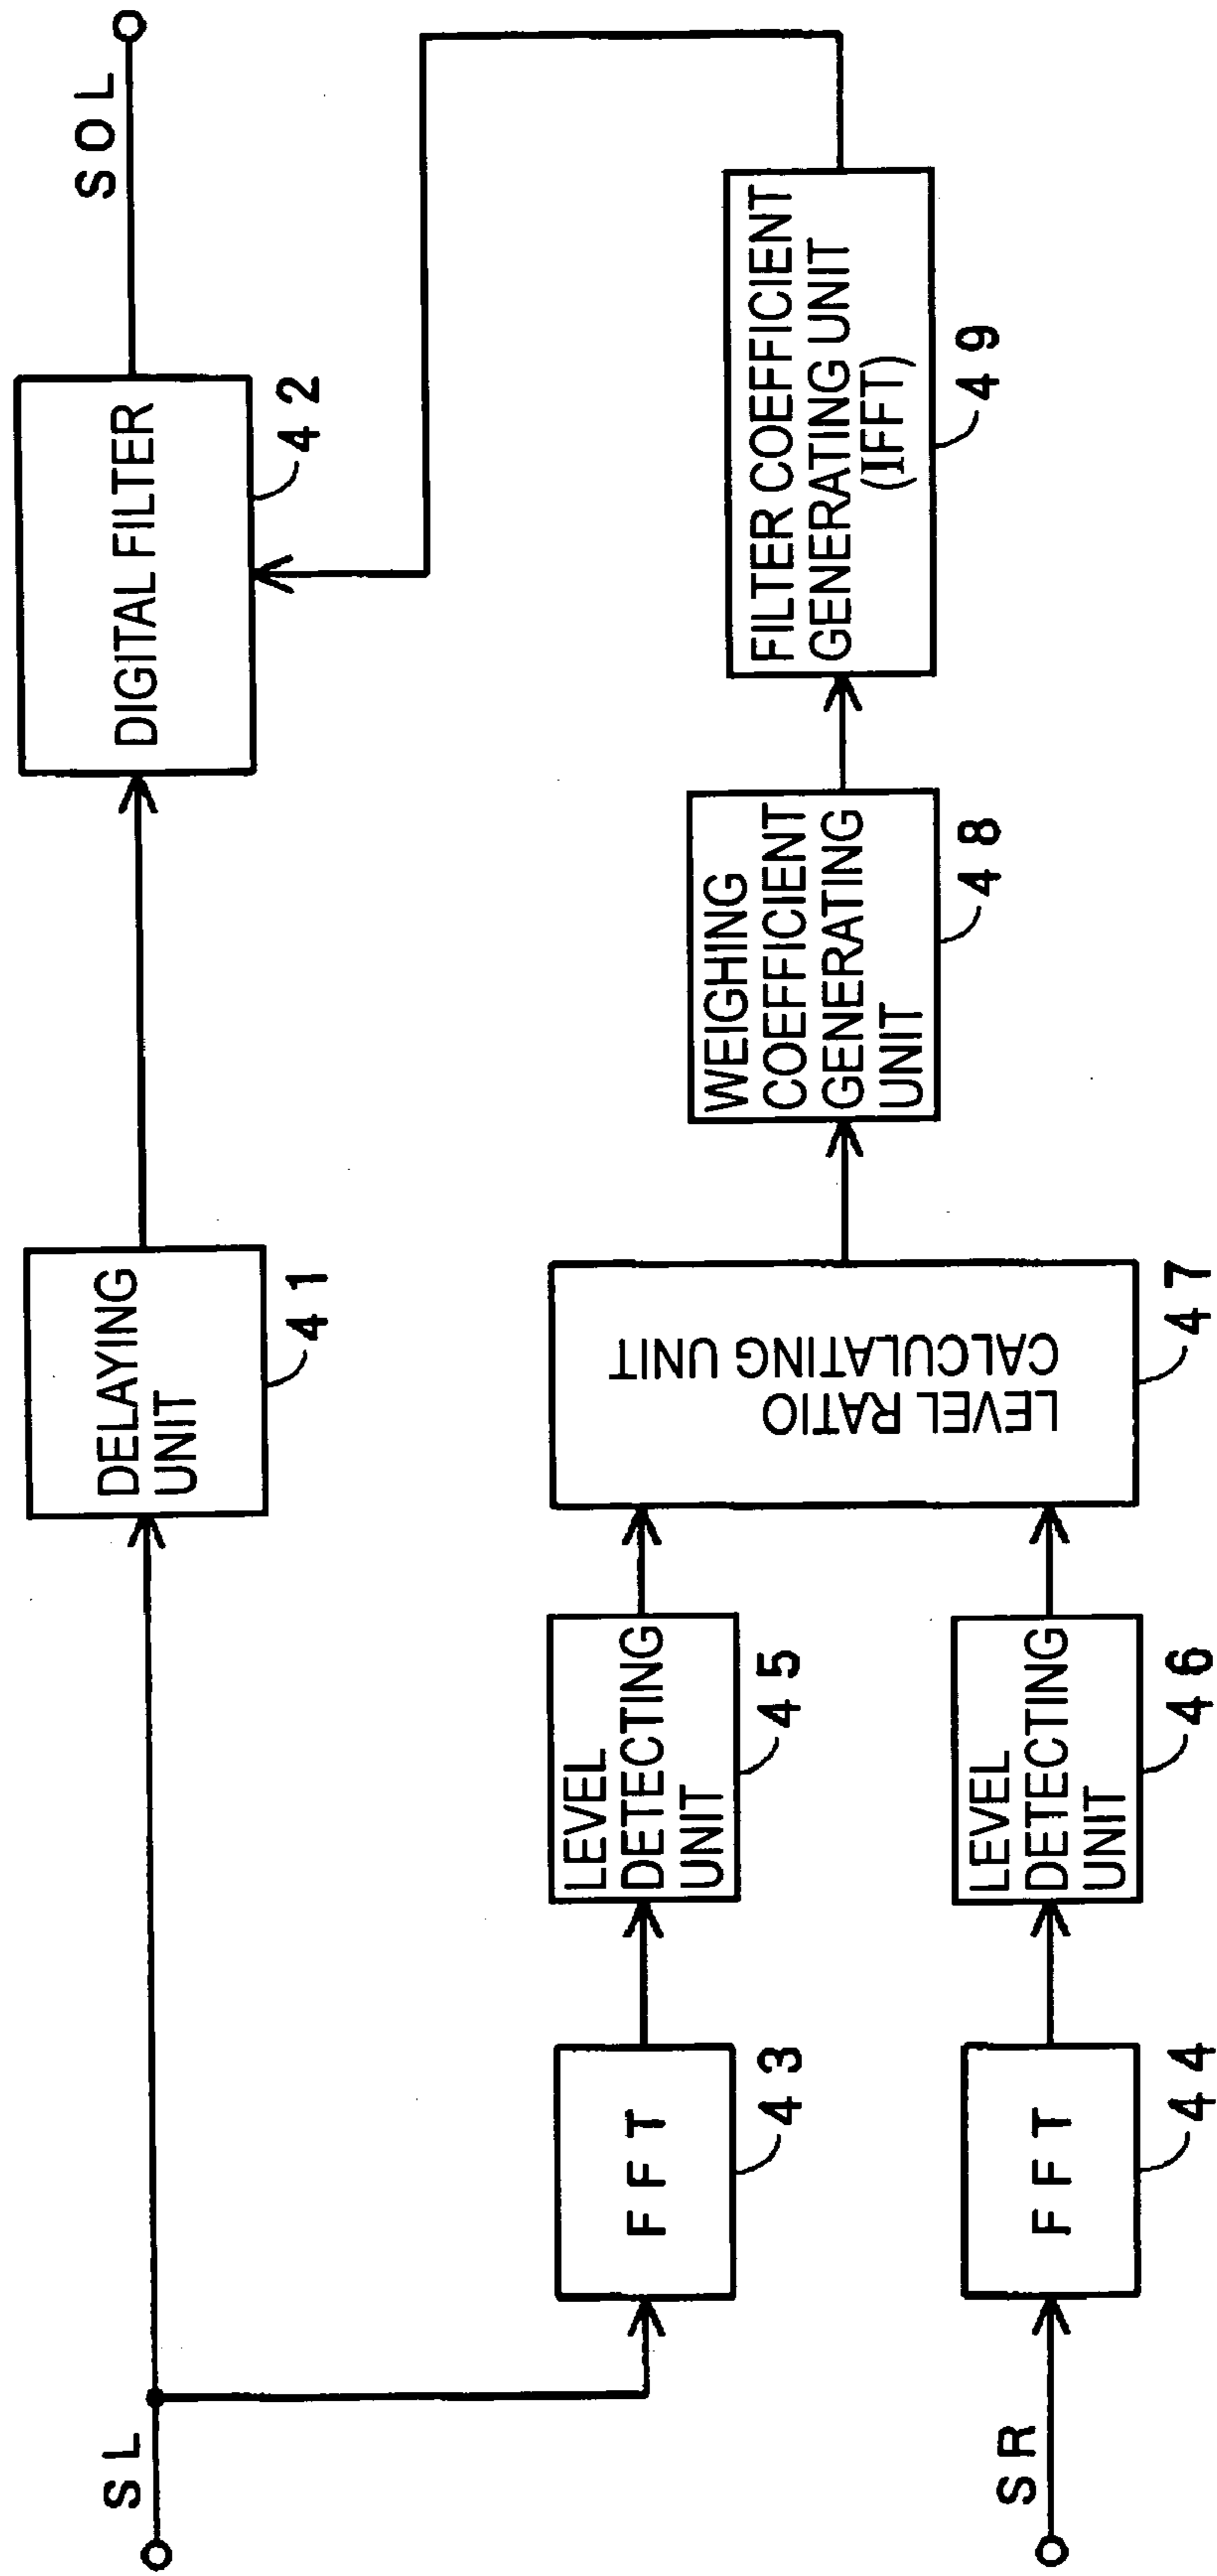 SL
DELAYING
UNIT
41
DIGITAL FILTER
42
SOL
FFT
43
LEVEL
DETECTING
UNIT
45
LEVEL RATIO
CALCULATING UNIT
47
WEIGHING
COEFFICIENT
GENERATING
UNIT
48
FILTER COEFFICIENT
GENERATING UNIT
(IFFT)
49
SR
FFT
44
LEVEL
DETECTING
UNIT
46